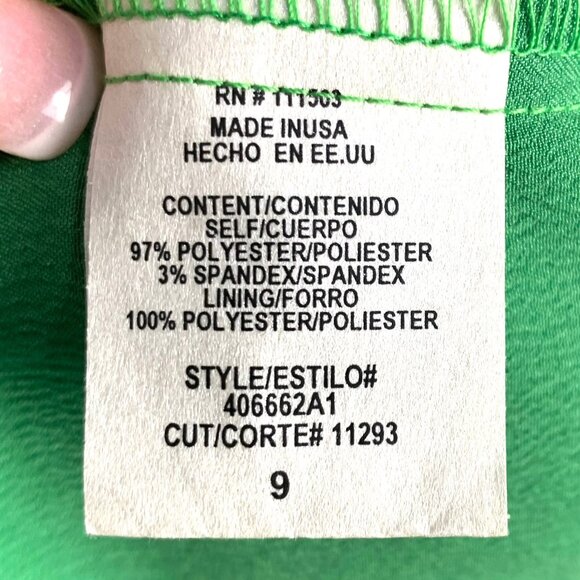 RN # 111563
MADE INUSA
HECHO EN EE.UU
CONTENT/CONTENIDO
SELF/CUERPO
97% POLYESTER/POLIESTER
3% SPANDEX/SPANDEX
LINING/FORRO
100% POLYESTER/POLIESTER
STYLE/ESTILO#
406662A1
CUT/CORTE# 11293
9